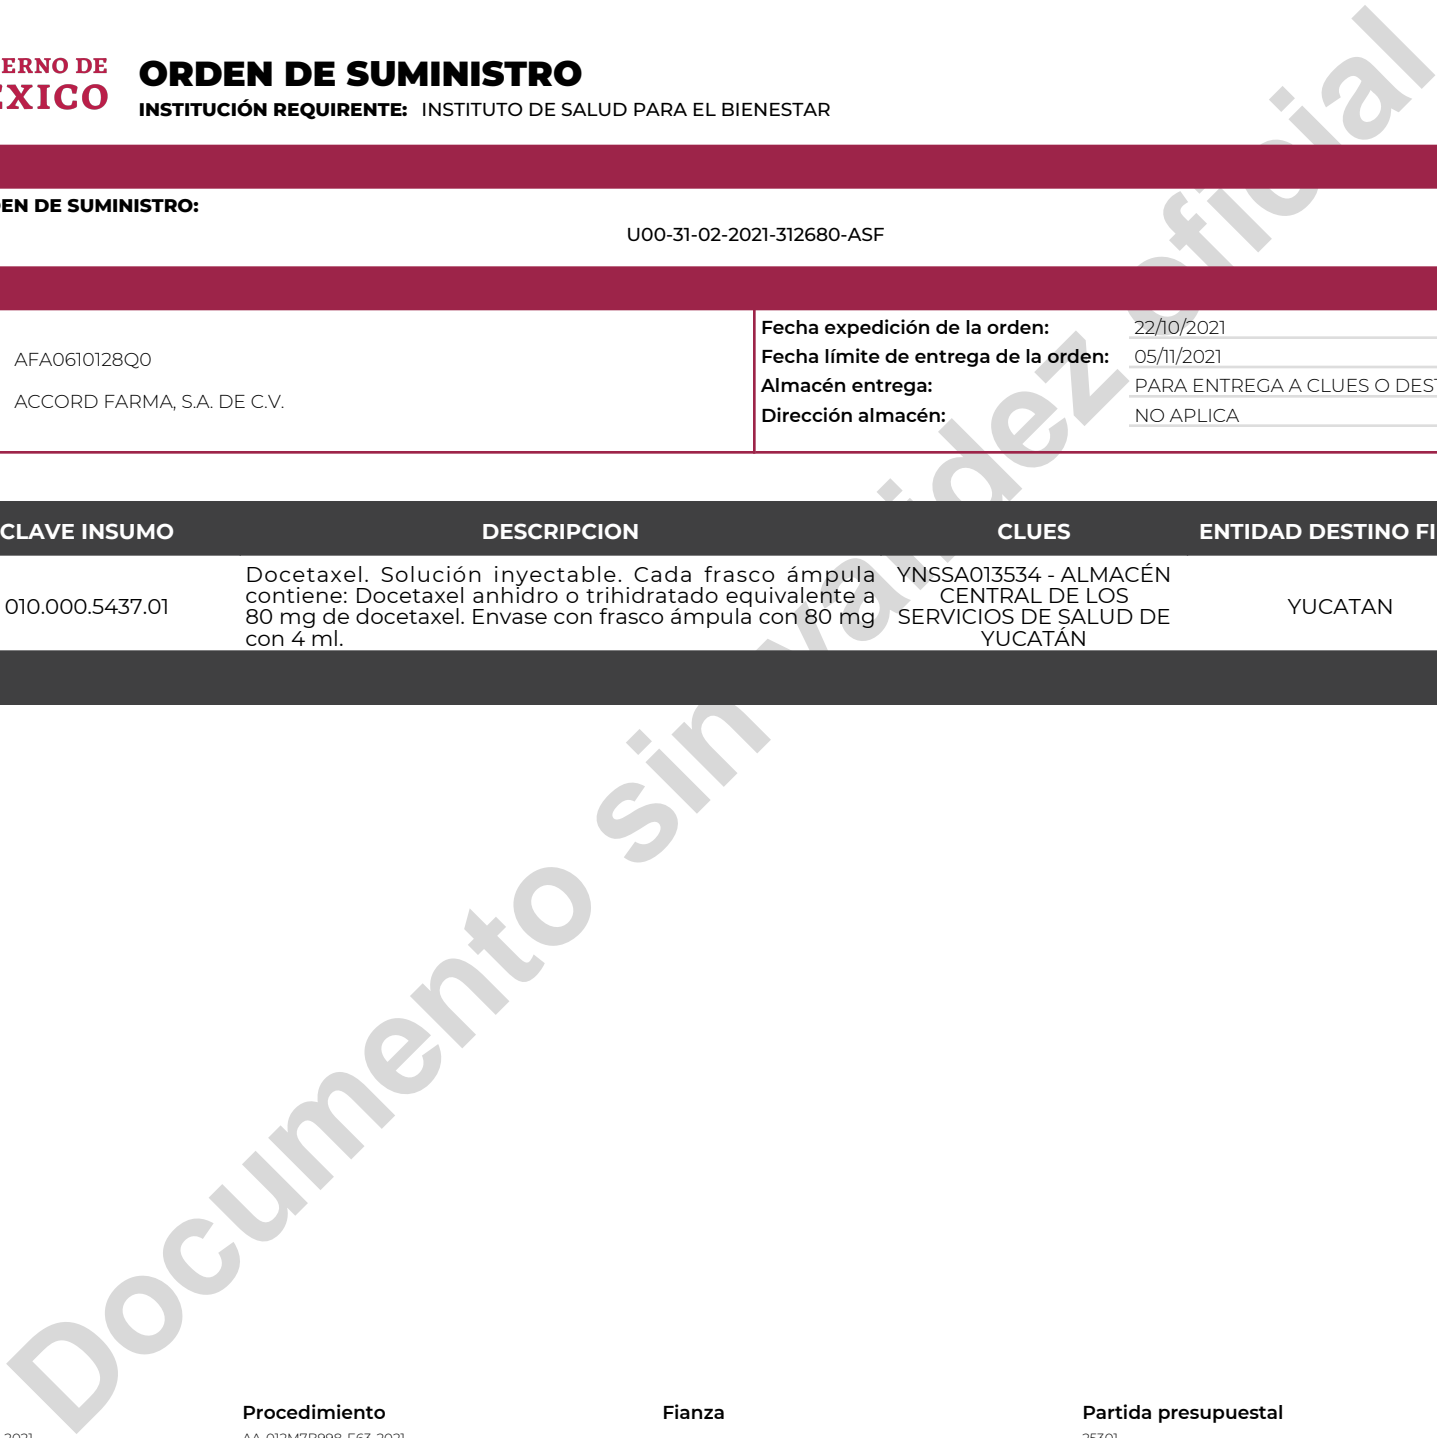 ERNO DE
EXICO
ORDEN DE SUMINISTRO
INSTITUCIÓN REQUIRENTE: INSTITUTO DE SALUD PARA EL BIENESTAR
EN DE SUMINISTRO:
U00-31-02-2021-312680-ASF
AFA0610128Q0
ACCORD FARMA, S.A. DE C.V.
Fecha expedición de la orden: 22/10/2021
Fecha límite de entrega de la orden: 05/11/2021
Almacén entrega: PARA ENTREGA A CLUES O DEST
Dirección almacén: NO APLICA
CLAVE INSUMO DESCRIPCION CLUES ENTIDAD DESTINO FI
010.000.5437.01
Docetaxel. Solución inyectable. Cada frasco ámpula
contiene: Docetaxel anhidro o trihidratado equivalente a
80 mg de docetaxel. Envase con frasco ámpula con 80 mg
con 4 ml.
YNSSA013534 - ALMACÉN
CENTRAL DE LOS
SERVICIOS DE SALUD DE
YUCATÁN
YUCATAN
Documento sin validez oficial
Procedimiento Fianza Partida presupuestal